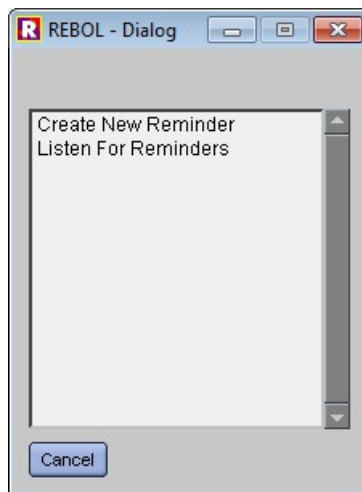 R REBOL - Dialog
Create New Reminder
Listen For Reminders
Cancel